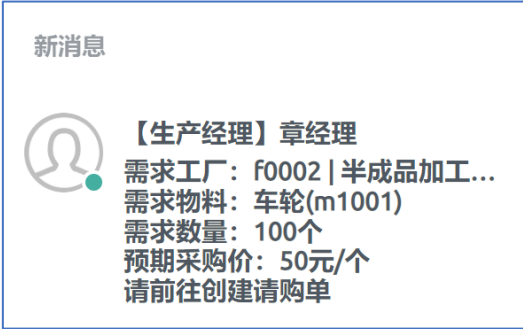 新消息
【生产经理】章经理
需求工厂：f0002 | 半成品加工...
需求物料：车轮(m1001)
需求数量：100个
预期采购价：50元/个
请前往创建请购单